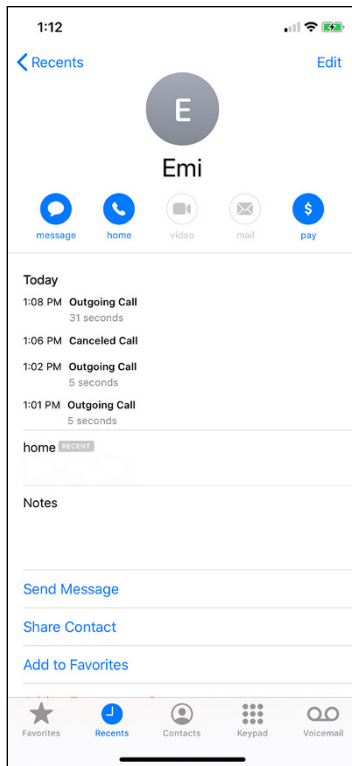 1:12
Recents Edit
E
Emi
message home video mail pay
Today
1:08 PM Outgoing Call
31 seconds
1:06 PM Canceled Call
1:02 PM Outgoing Call
5 seconds
1:01 PM Outgoing Call
5 seconds
home RECENT
Notes
Send Message
Share Contact
Add to Favorites
Favorites Recents Contacts Keypad Voicemail